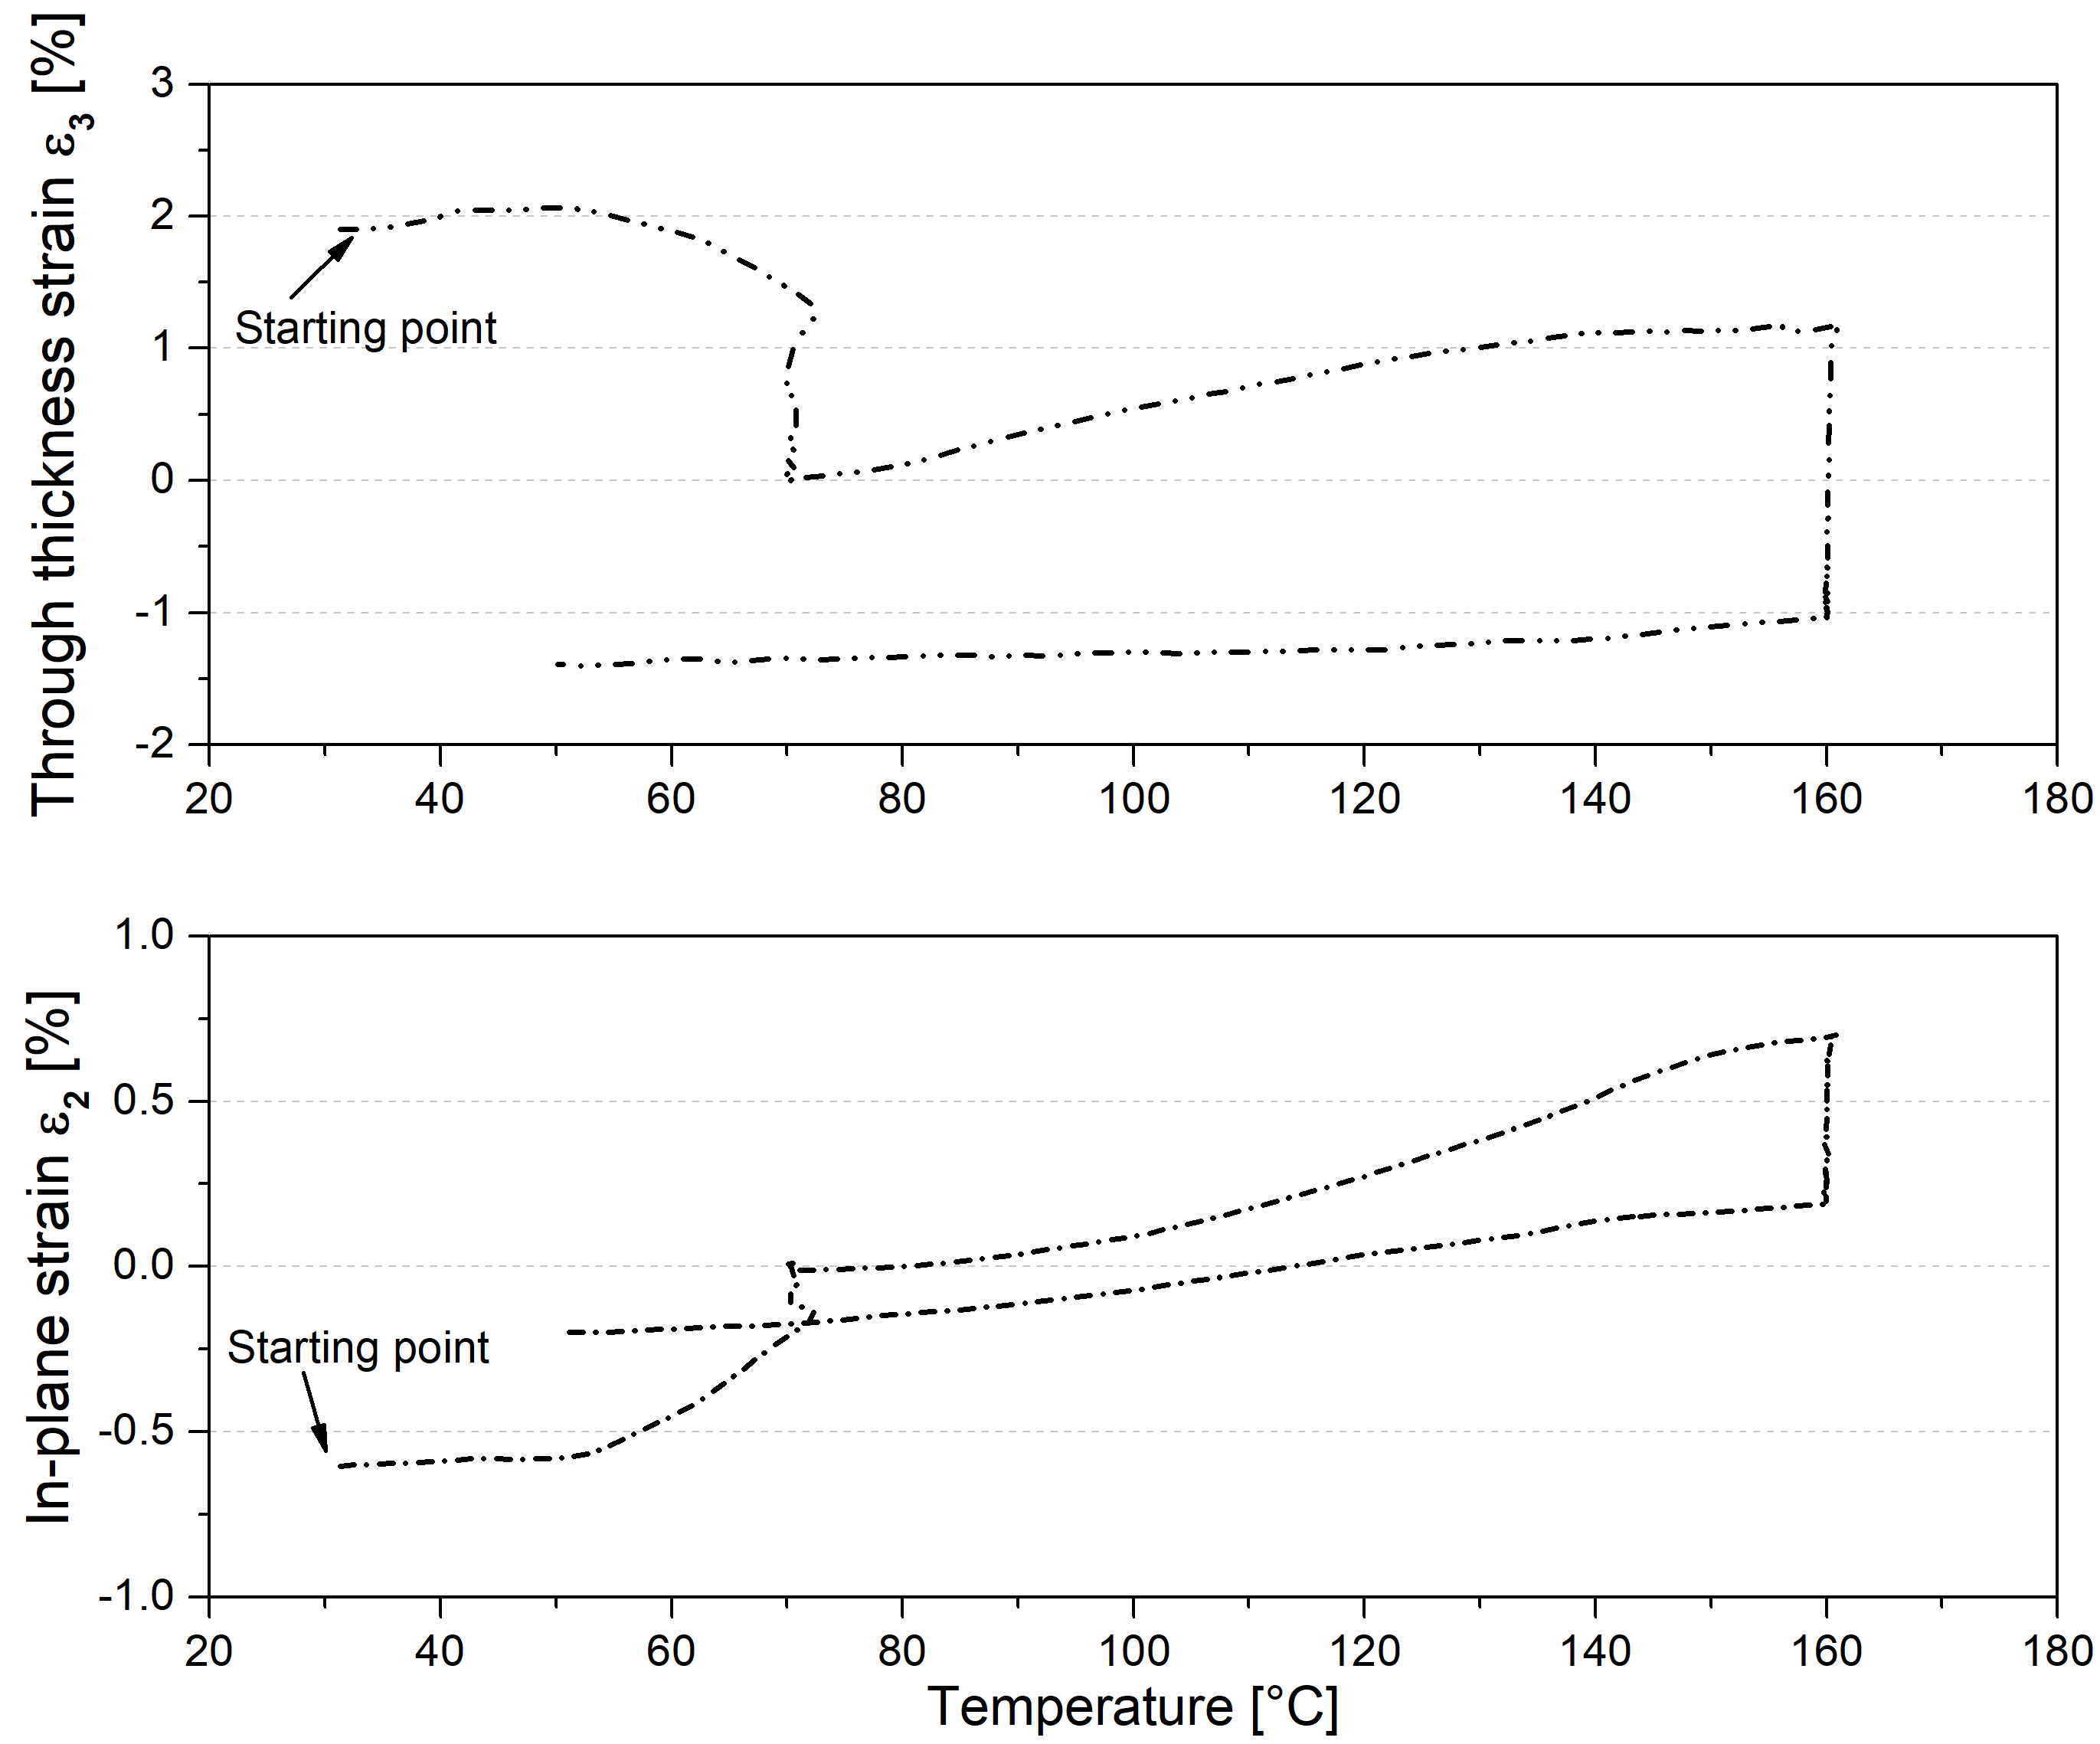 Through thickness strain ε3 [%]
3
2
1
0
-1
-2
Starting point
20 40 60 80 100 120 140 160 180
In-plane strain ε2 [%]
1.0
0.5
0.0
-0.5
-1.0
Starting point
20 40 60 80 100 120 140 160 180
Temperature [°C]